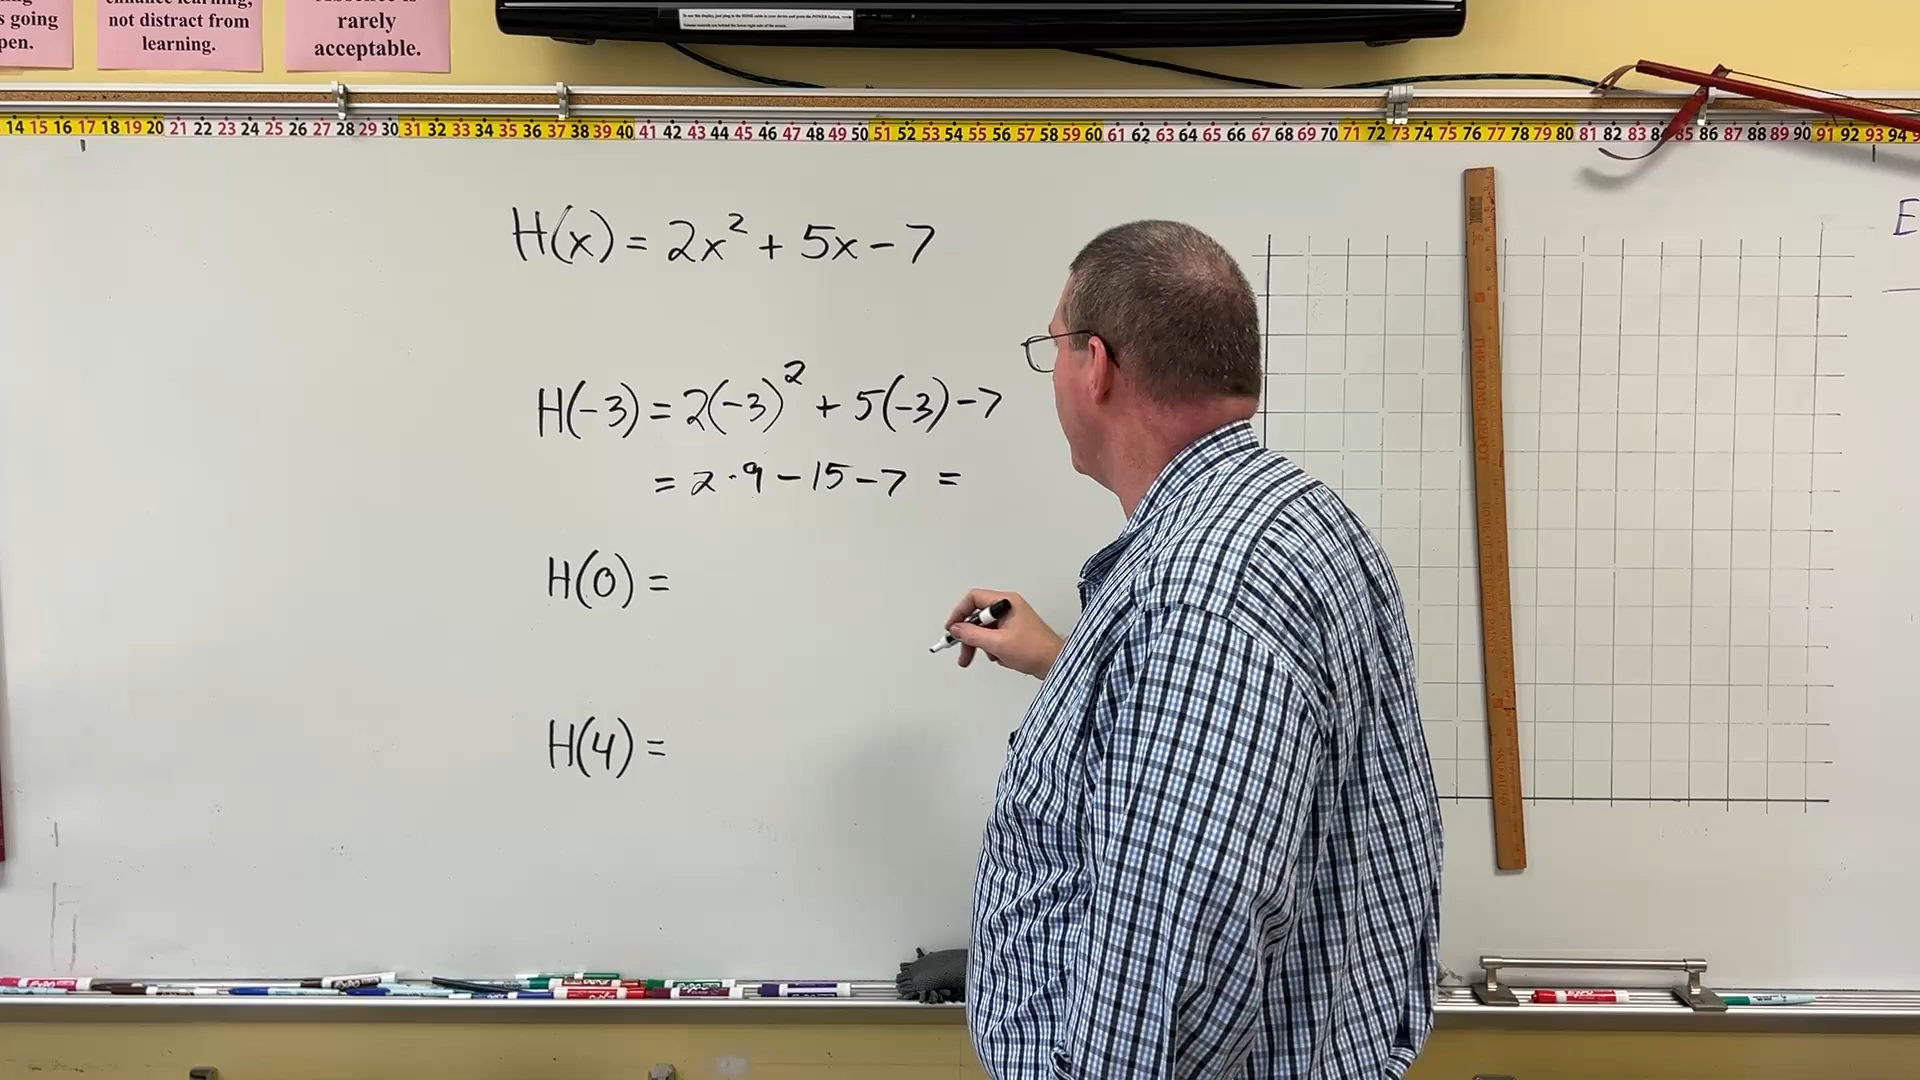 s going
pen.
enhance learning,
not distract from
learning.
rarely
acceptable.
14 15 16 17 18 19 20 21 22 23 24 25 26 27 28 29 30 31 32 33 34 35 36 37 38 39 40 41 42 43 44 45 46 47 48 49 50 51 52 53 54 55 56 57 58 59 60 61 62 63 64 65 66 67 68 69 70 71 72 73 74 75 76 77 78 79 80 81 82 83 84 85 86 87 88 89 90 91 92 93 94
H(x) = 2x² + 5x - 7
H(-3) = 2(-3)² + 5(-3) - 7
= 2·9 - 15 - 7 =
H(0) =
H(4) =
THE HOME DEPOT
E